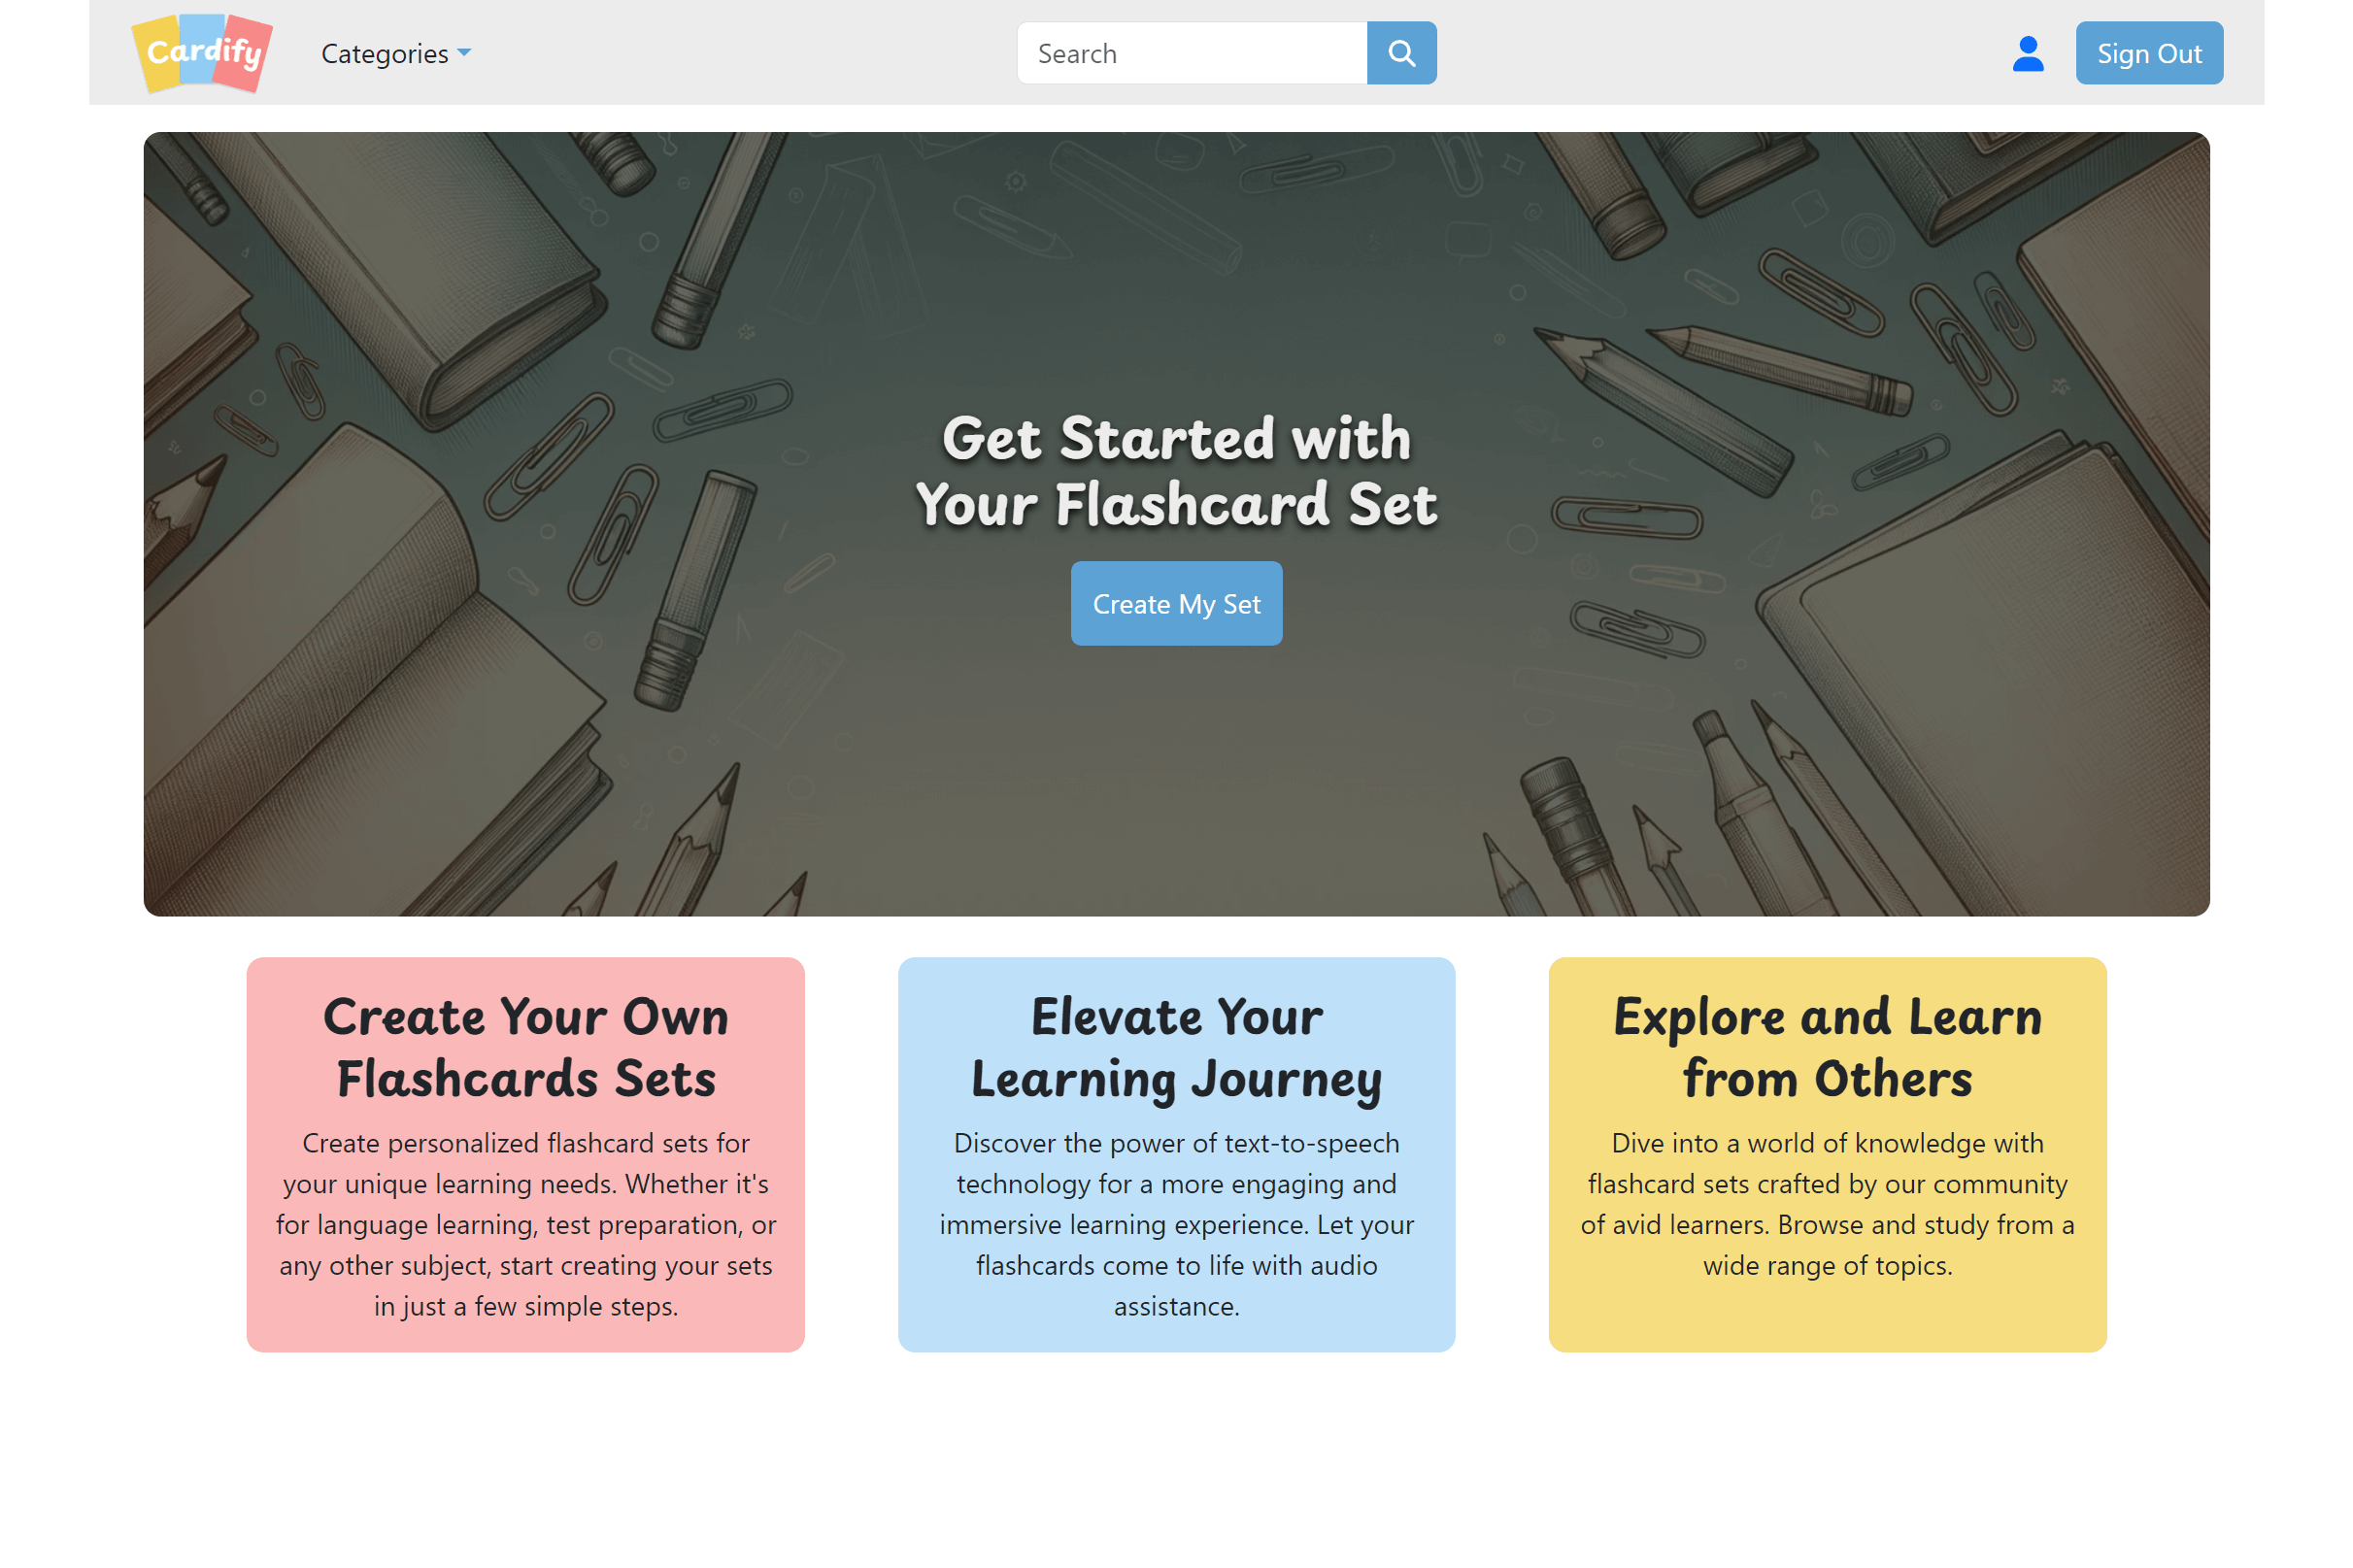 Cardify
Categories
Search
Sign Out
Get Started with
Your Flashcard Set
Create My Set
Create Your Own
Flashcards Sets
Create personalized flashcard sets for
your unique learning needs. Whether it's
for language learning, test preparation, or
any other subject, start creating your sets
in just a few simple steps.
Elevate Your
Learning Journey
Discover the power of text-to-speech
technology for a more engaging and
immersive learning experience. Let your
flashcards come to life with audio
assistance.
Explore and Learn
from Others
Dive into a world of knowledge with
flashcard sets crafted by our community
of avid learners. Browse and study from a
wide range of topics.